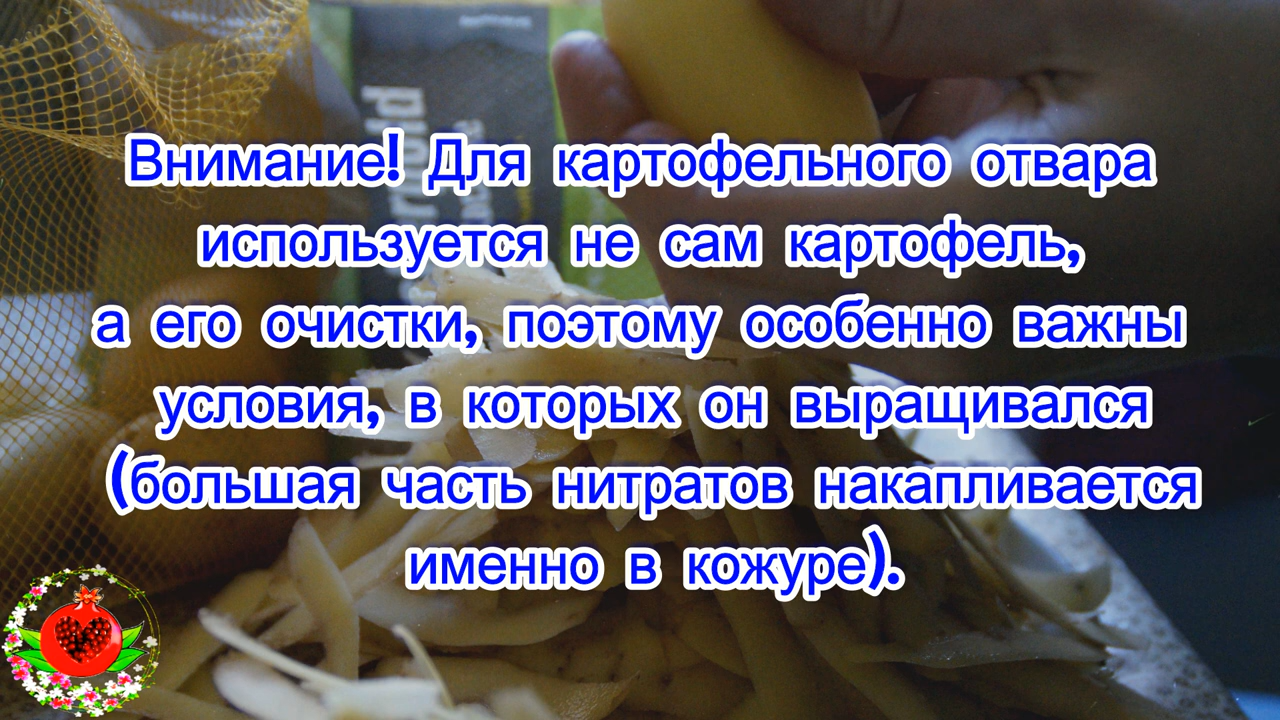 Внимание! Для картофельного отвара
используется не сам картофель,
а его очистки, поэтому особенно важны
условия, в которых он выращивался
(большая часть нитратов накапливается
именно в кожуре).